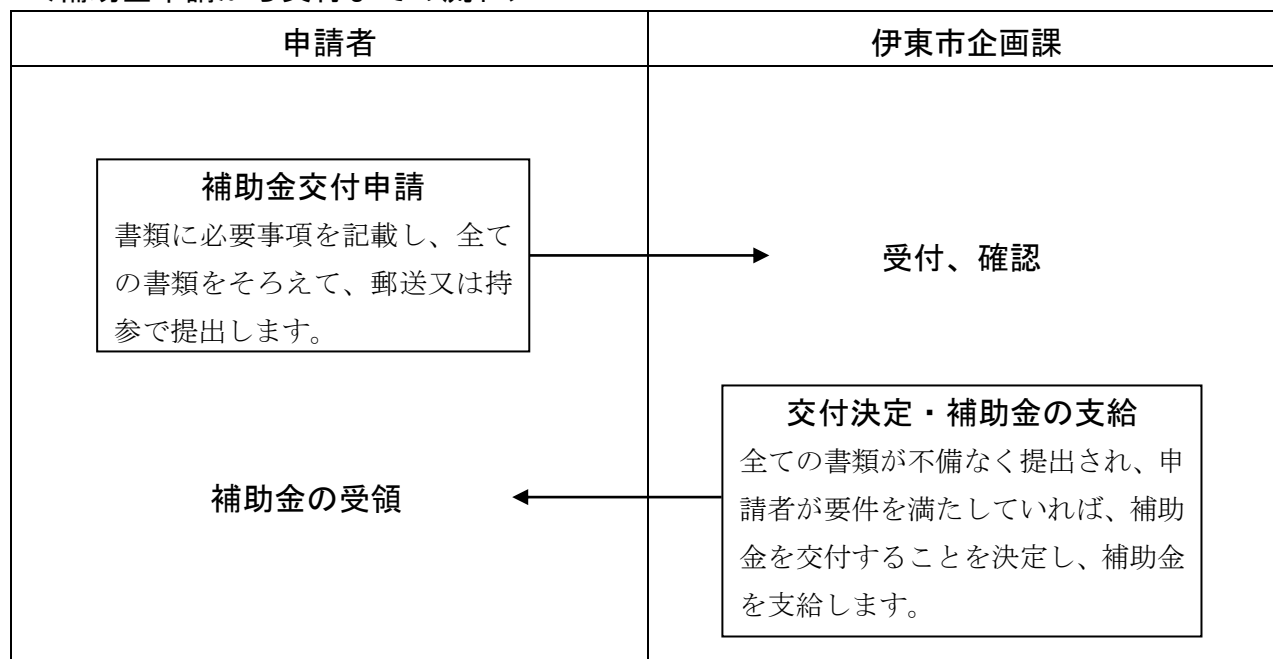 申請者
伊東市企画課
補助金交付申請
書類に必要事項を記載し、全て
の書類をそろえて、郵送又は持
参で提出します。
受付、確認
交付決定・補助金の支給
全ての書類が不備なく提出され、申
請者が要件を満たしていれば、補助
金を交付することを決定し、補助金
を支給します。
補助金の受領